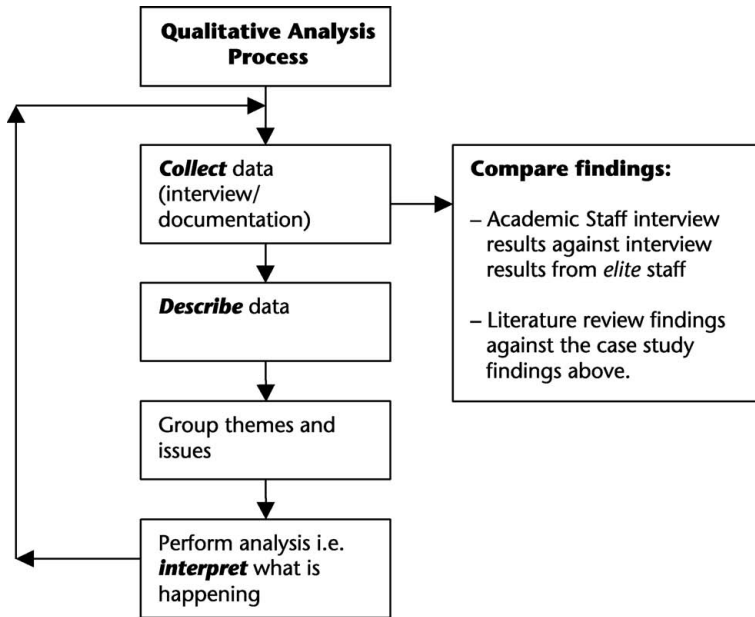 Qualitative Analysis
Process
Collect data
(interview/
documentation)
Describe data
Group themes and
issues
Perform analysis i.e.
interpret what is
happening
Compare findings:
– Academic Staff interview
results against interview
results from elite staff
– Literature review findings
against the case study
findings above.